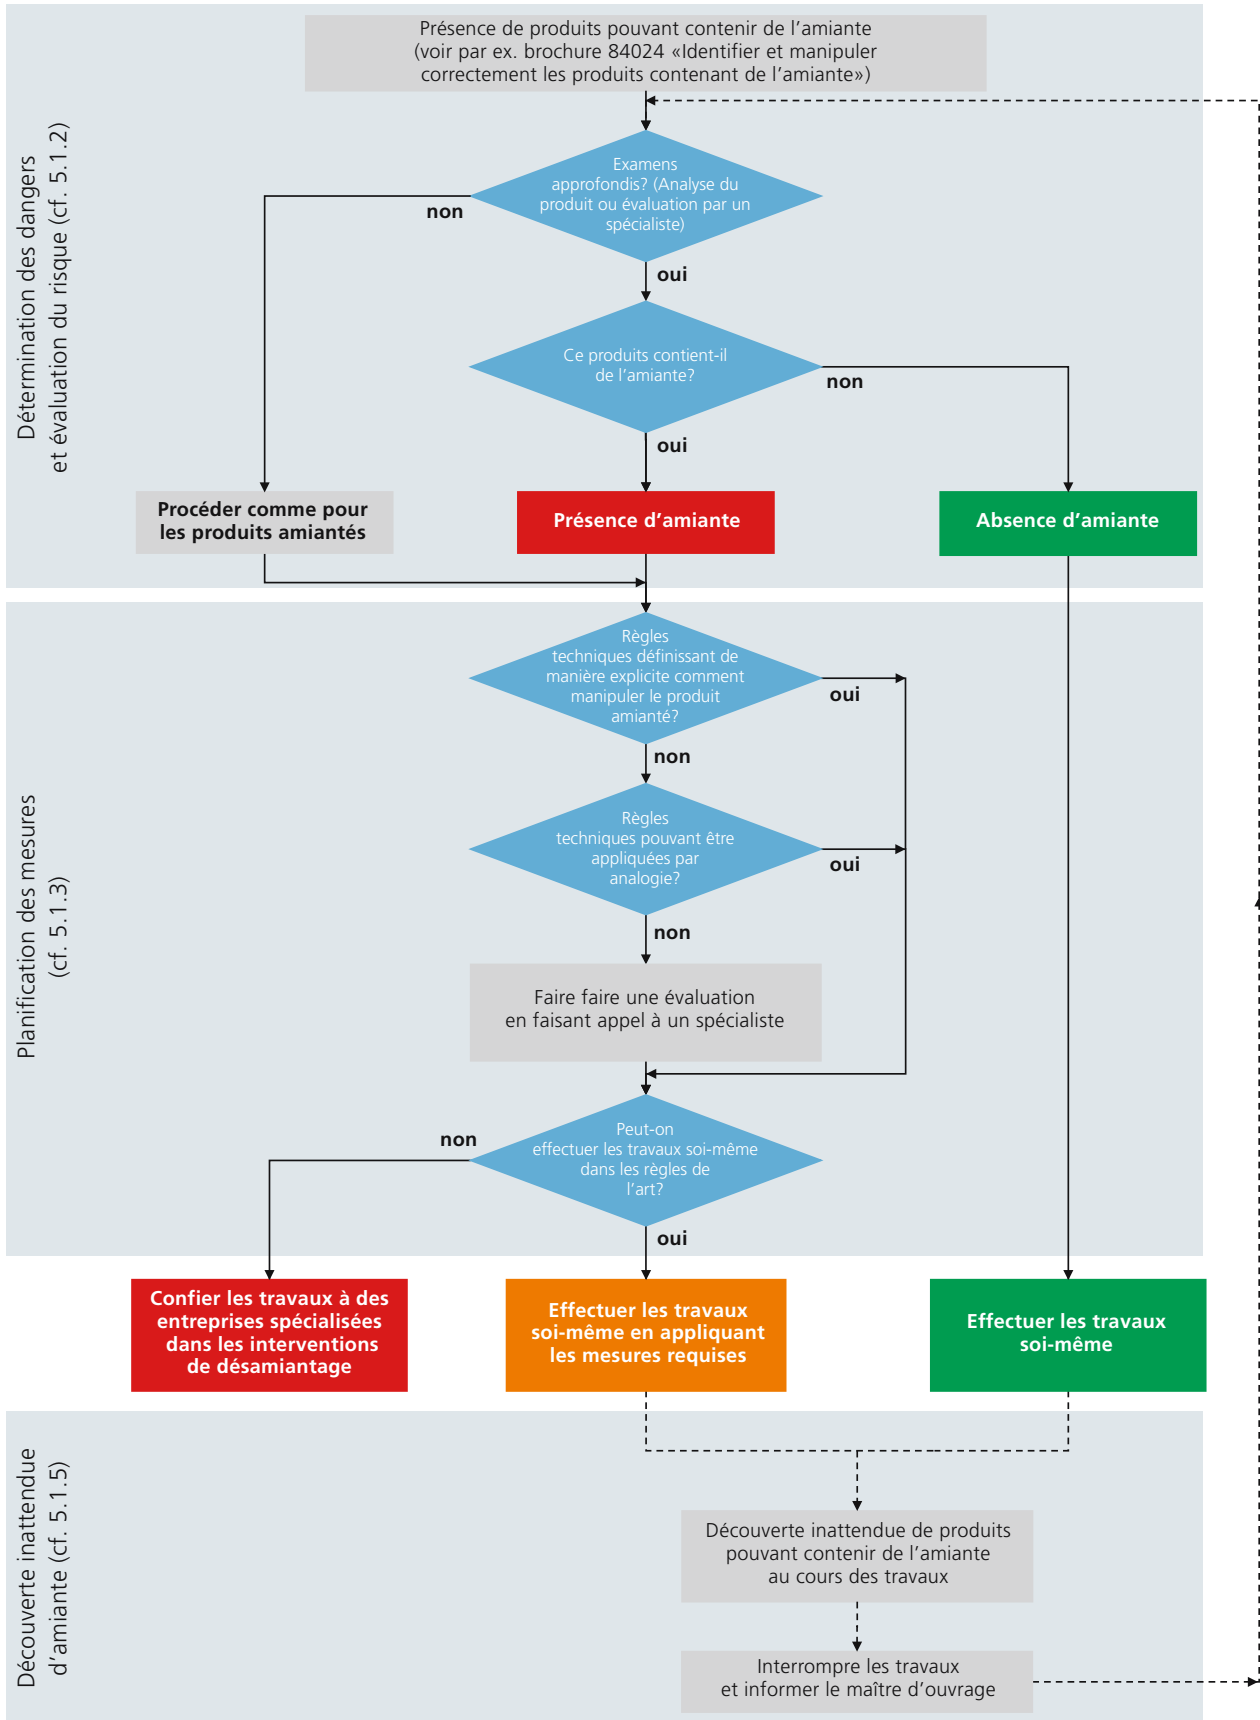 Présence de produits pouvant contenir de l’amiante
(voir par ex. brochure 84024 «Identifier et manipuler
correctement les produits contenant de l’amiante»)
Détermination des dangers
et évaluation du risque (cf. 5.1.2)
Examens
approfondis? (Analyse du
produit ou évaluation par un
spécialiste)
non
oui
Ce produits contient-il
de l’amiante?
non
oui
Procéder comme pour
les produits amiantés
Présence d’amiante
Absence d’amiante
Planification des mesures
(cf. 5.1.3)
Règles
techniques définissant de
manière explicite comment
manipuler le produit
amianté?
oui
non
Règles
techniques pouvant être
appliquées par
analogie?
oui
non
Faire faire une évaluation
en faisant appel à un spécialiste
Peut-on
effectuer les travaux soi-même
dans les règles de
l’art?
non
oui
Confier les travaux à des
entreprises spécialisées
dans les interventions
de désamiantage
Effectuer les travaux
soi-même en appliquant
les mesures requises
Effectuer les travaux
soi-même
Découverte inattendue
d’amiante (cf. 5.1.5)
Découverte inattendue de produits
pouvant contenir de l’amiante
au cours des travaux
Interrompre les travaux
et informer le maître d’ouvrage